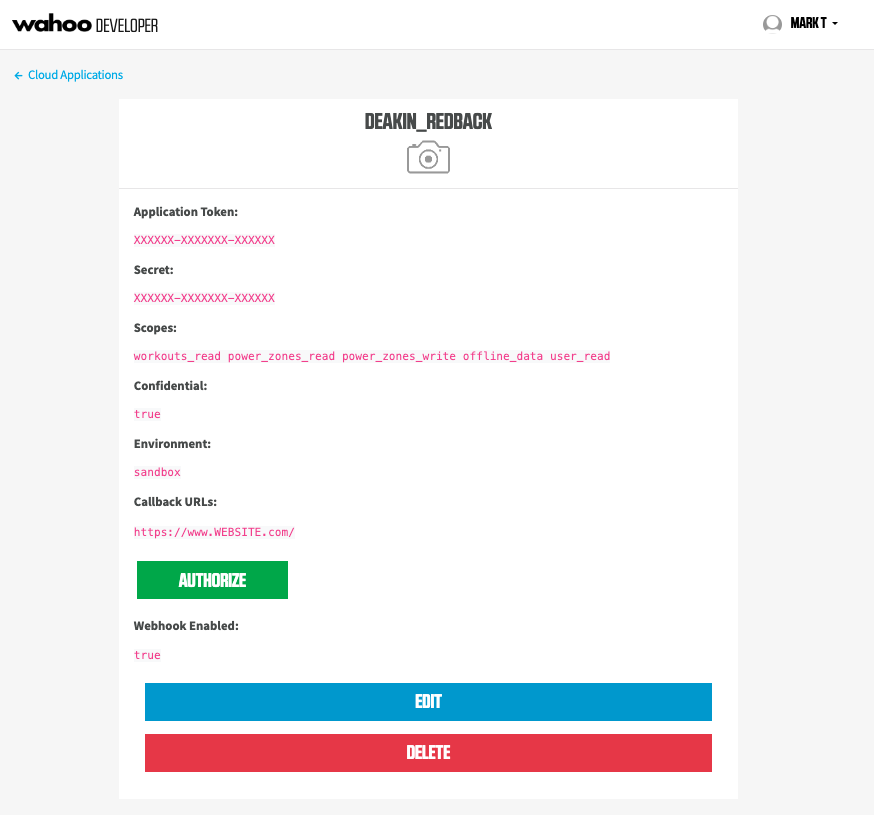 wahoo DEVELOPER
MARK T
← Cloud Applications
DEAKIN_REDBACK
Application Token:
XXXXXX-XXXXXXX-XXXXXX
Secret:
XXXXXX-XXXXXXX-XXXXXX
Scopes:
workouts_read power_zones_read power_zones_write offline_data user_read
Confidential:
true
Environment:
sandbox
Callback URLs:
https://www.WEBSITE.com/
AUTHORIZE
Webhook Enabled:
true
EDIT
DELETE